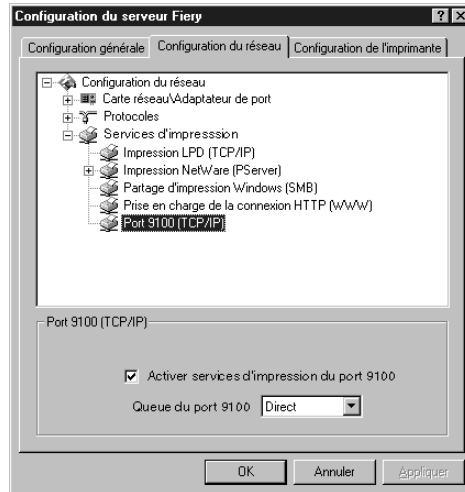 Configuration du serveur Fiery
Configuration générale
Configuration du réseau
Configuration de l'imprimante
Configuration du réseau
Carte réseau\Adaptateur de port
Protocoles
Services d'impresssion
Impression LPD (TCP/IP)
Impression NetWare (PServer)
Partage d'impression Windows (SMB)
Prise en charge de la connexion HTTP (WWW)
Port 9100 (TCP/IP)
Port 9100 (TCP/IP)
Activer services d'impression du port 9100
Queue du port 9100 Direct
OK
Annuler
Appliquer